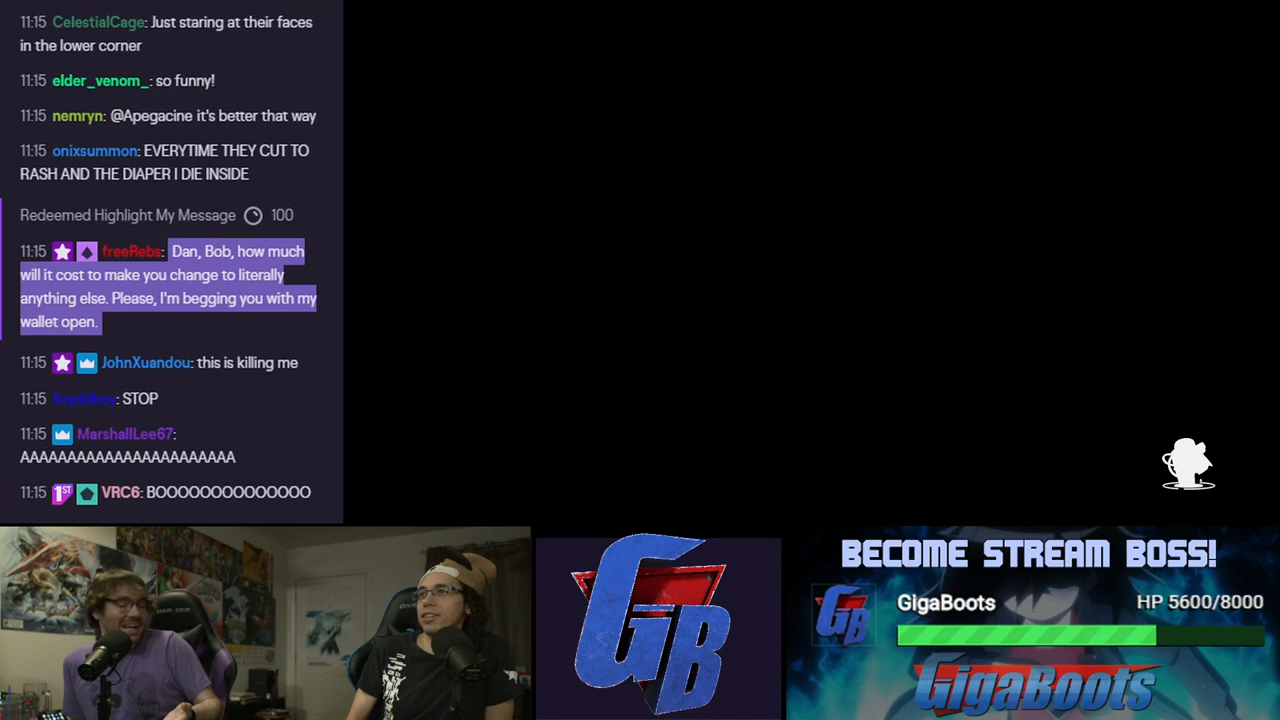 11:15 CelestialCage: Just staring at their faces
in the lower corner
11:15 elder_venom_: so funny!
11:15 nemryn: @Apegacine it's better that way
11:15 onixsummon: EVERYTIME THEY CUT TO
RASH AND THE DIAPER I DIE INSIDE
Redeemed Highlight My Message 100
11:15 freeRebs: Dan, Bob, how much
will it cost to make you change to literally
anything else. Please, I'm begging you with my
wallet open.
11:15 JohnXuandou: this is killing me
11:15 : STOP
11:15 MarshallLee67:
AAAAAAAAAAAAAAAAAAAAAAA
11:15 1ST VRC6: BOOOOOOOOOOOOOO
GB
BECOME STREAM BOSS!
GB
GigaBoots HP 5600/8000
GIGABOOTS